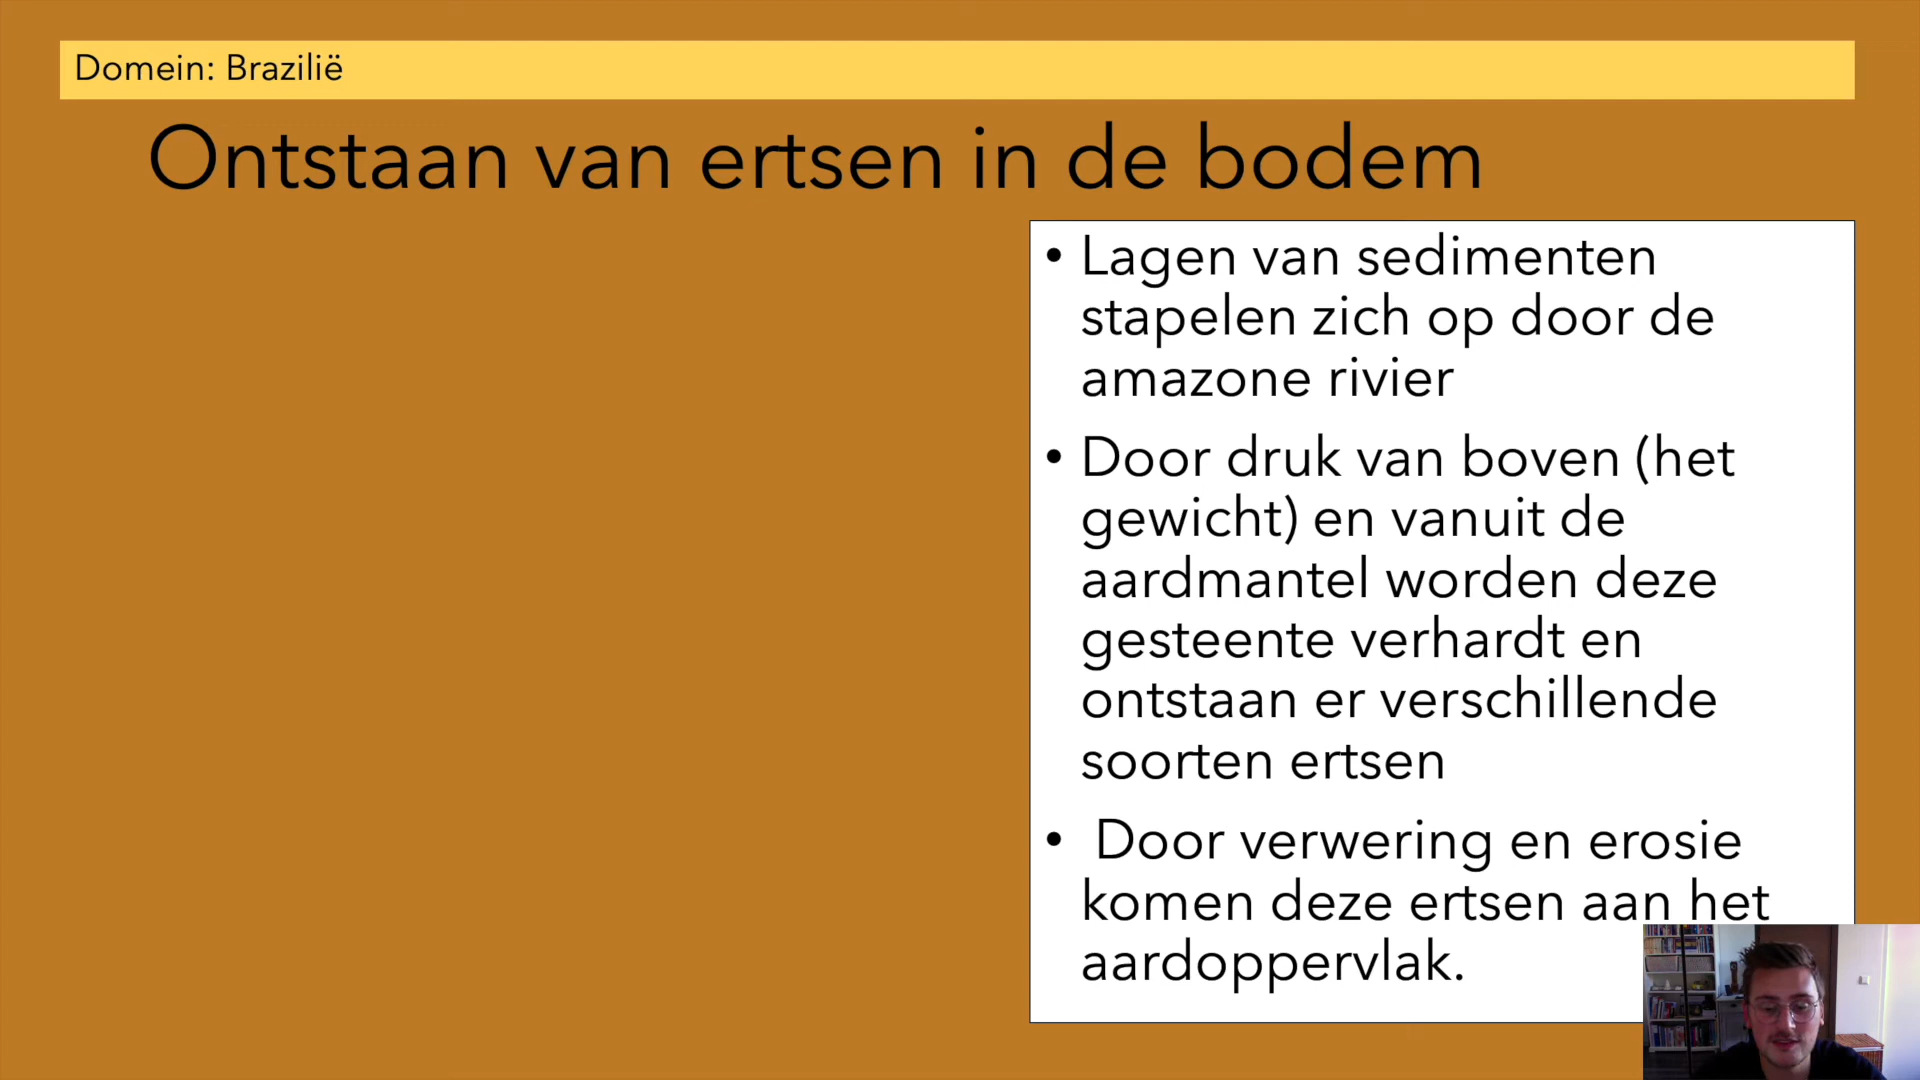 Domein: Brazilië
Ontstaan van ertsen in de bodem
• Lagen van sedimenten
stapelen zich op door de
amazone rivier
• Door druk van boven (het
gewicht) en vanuit de
aardmantel worden deze
gesteente verhardt en
ontstaan er verschillende
soorten ertsen
• Door verwering en erosie
komen deze ertsen aan het
aardoppervlak.